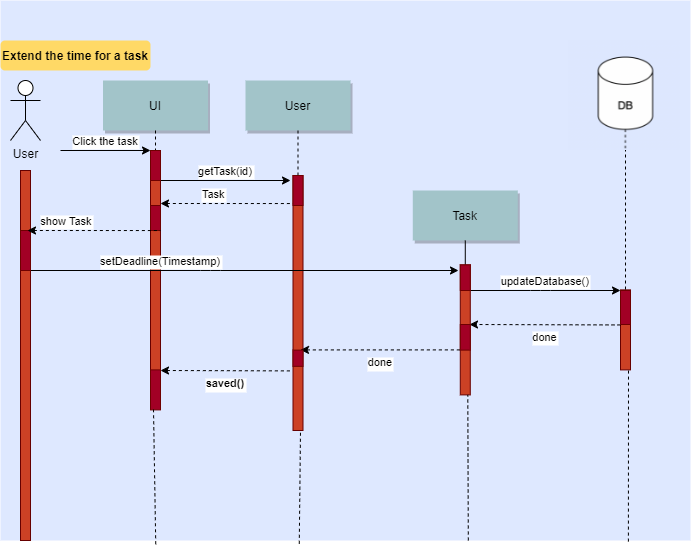 Extend the time for a task
User
UI
User
DB
Click the task
getTask(id)
Task
show Task
Task
setDeadline(Timestamp)
updateDatabase()
done
done
saved()